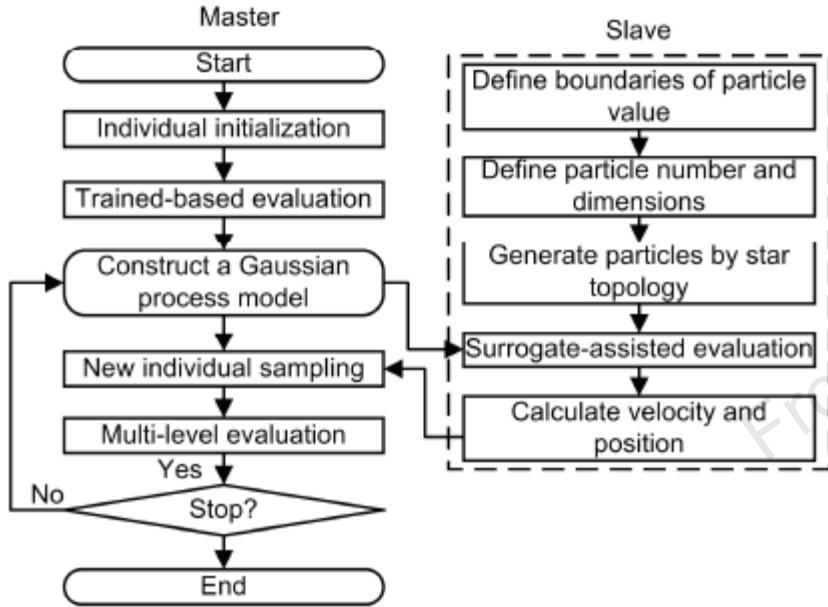 Master
Start
Individual initialization
Trained-based evaluation
Construct a Gaussian
process model
New individual sampling
Multi-level evaluation
Yes
No
Stop?
End
Slave
Define boundaries of particle
value
Define particle number and
dimensions
Generate particles by star
topology
Surrogate-assisted evaluation
Calculate velocity and
position